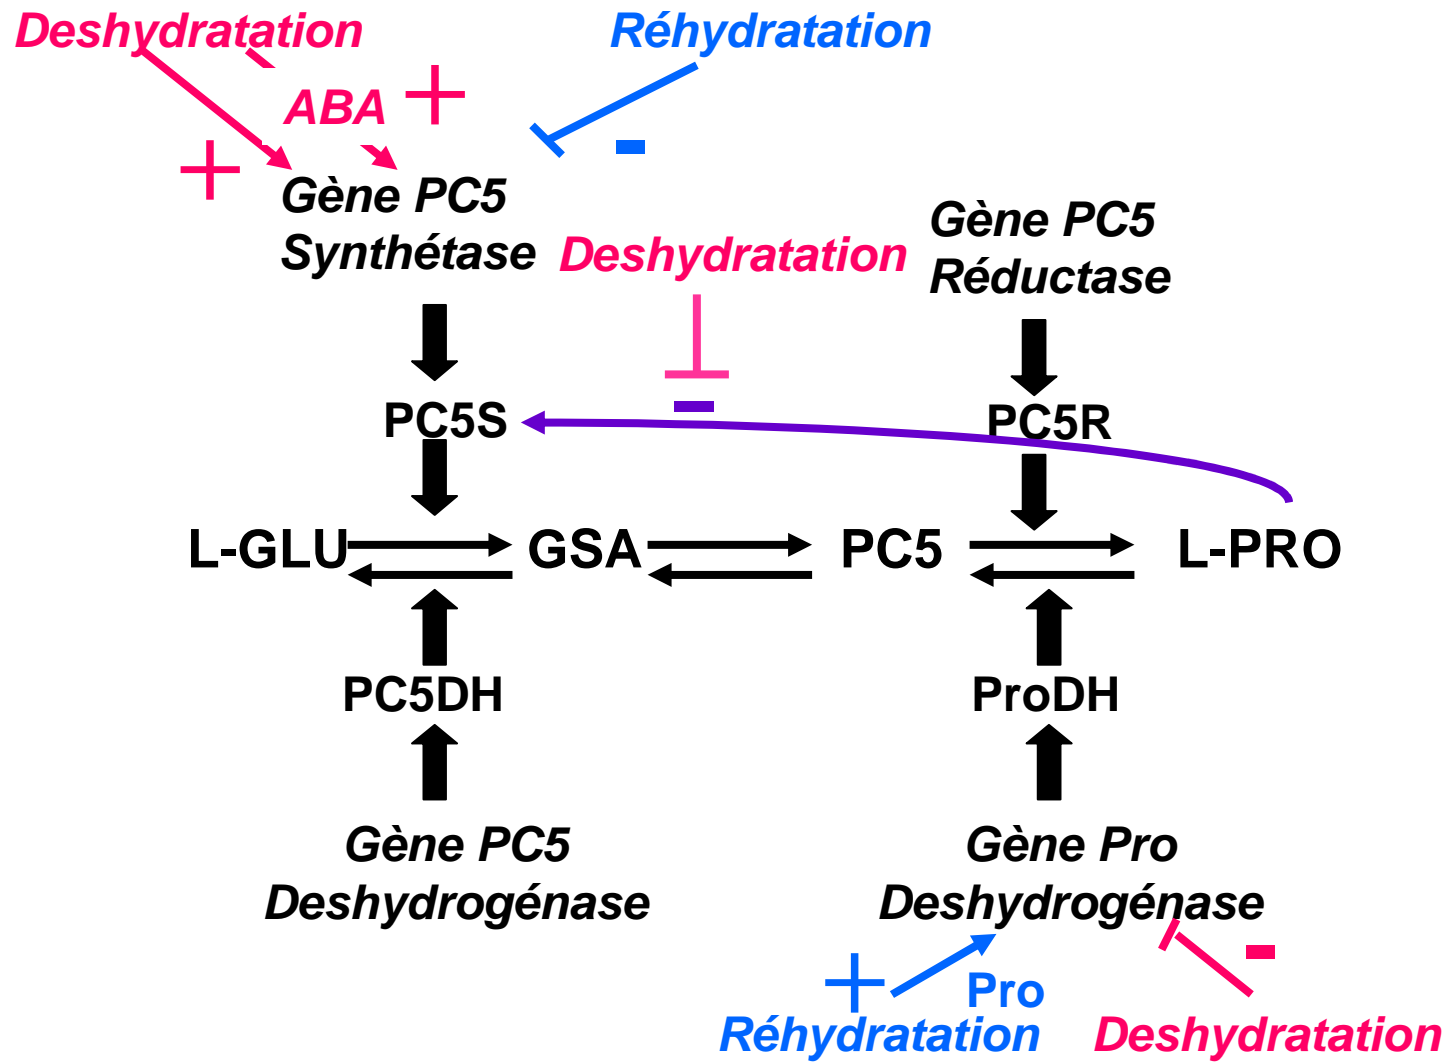 Deshydratation
Réhydratation
ABA +
+
-
Gène PC5
Synthétase
Deshydratation
Gène PC5
Réductase
-
PC5S
PC5R
L-GLU
GSA
PC5
L-PRO
PC5DH
ProDH
Gène PC5
Deshydrogénase
Gène Pro
Deshydrogénase
+
Pro
-
Réhydratation
Deshydratation